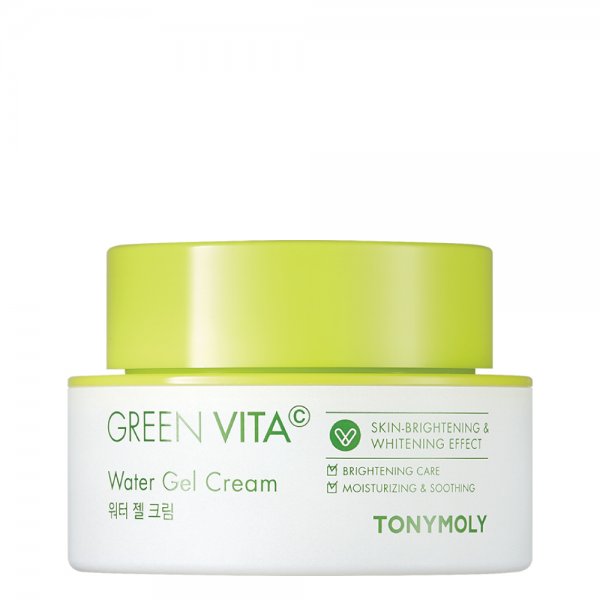 GREEN VITA©
Water Gel Cream
워터 젤 크림
SKIN-BRIGHTENING &
WHITENING EFFECT
BRIGHTENING CARE
MOISTURIZING & SOOTHING
TONYMOLY